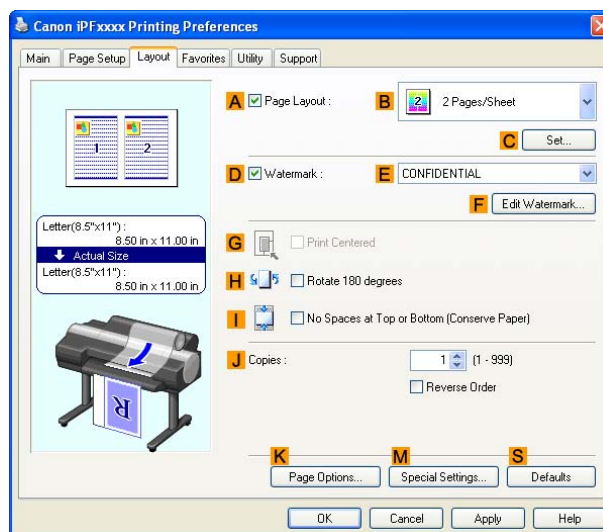 Canon iPFxxxx Printing Preferences
Main Page Setup Layout Favorites Utility Support
A Page Layout : B 2 2 Pages/Sheet
1 2
C Set...
D Watermark : E CONFIDENTIAL
F Edit Watermark...
Letter(8.5"x11") :
8.50 in x 11.00 in
Actual Size
Letter(8.5"x11") :
8.50 in x 11.00 in
G Print Centered
H Rotate 180 degrees
I No Spaces at Top or Bottom (Conserve Paper)
R
J Copies : 1 (1 - 999)
Reverse Order
K M S
Page Options... Special Settings... Defaults
OK Cancel Apply Help